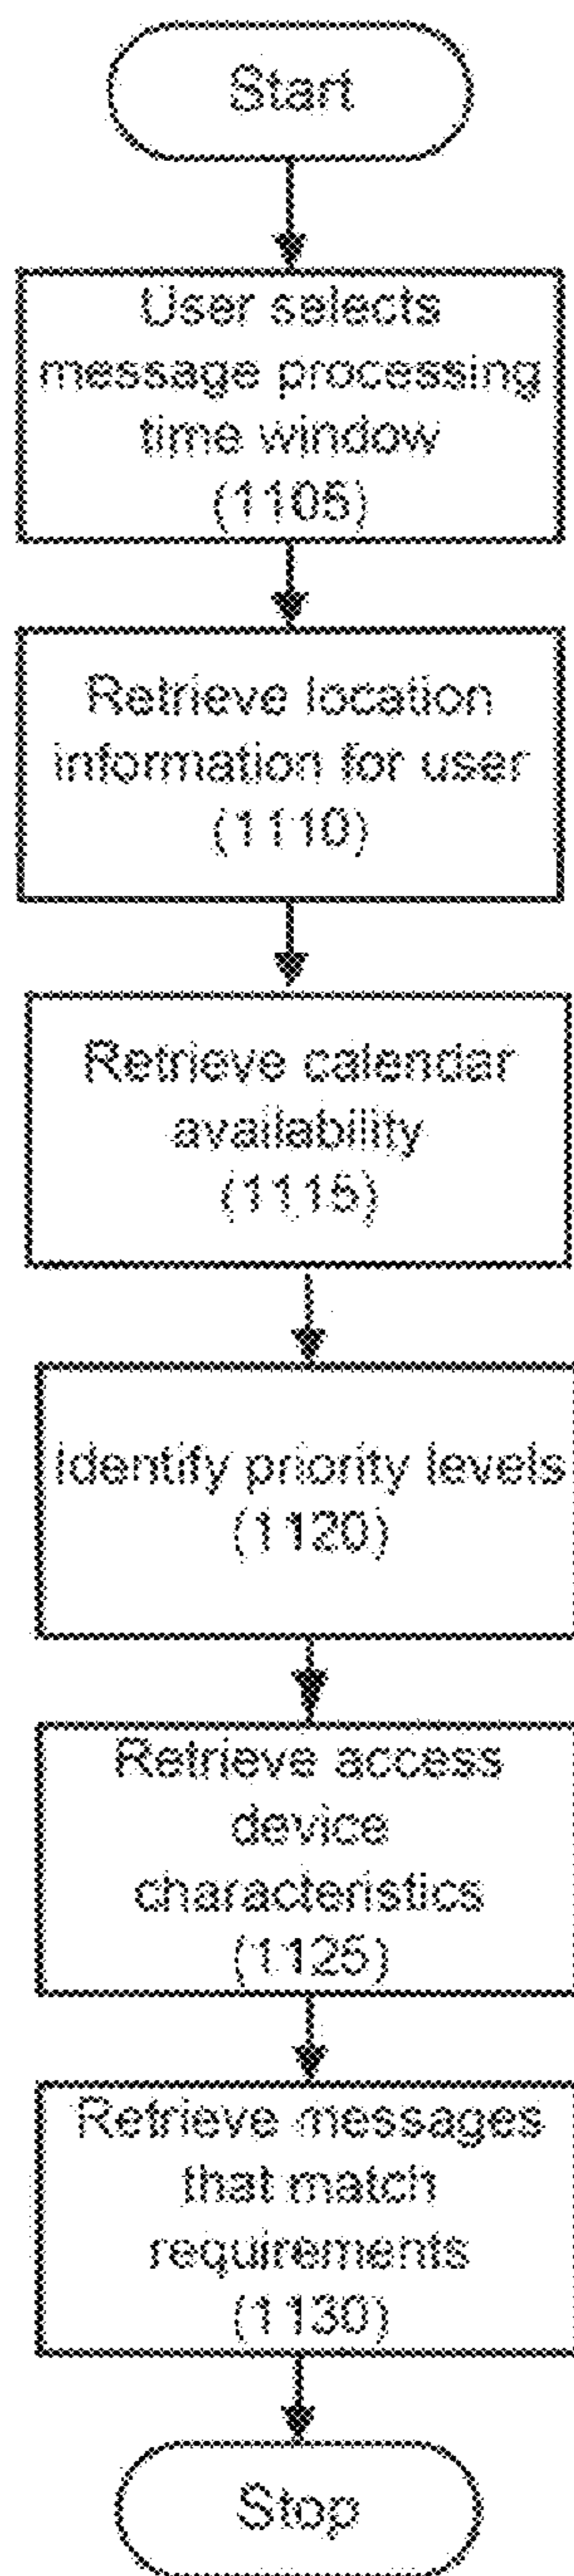 Start
User selects
message processing
time window
(1105)
Retrieve location
information for user
(1110)
Retrieve calendar
availability
(1115)
Identify priority levels
(1120)
Retrieve access
device
characteristics
(1125)
Retrieve messages
that match
requirements
(1130)
Stop